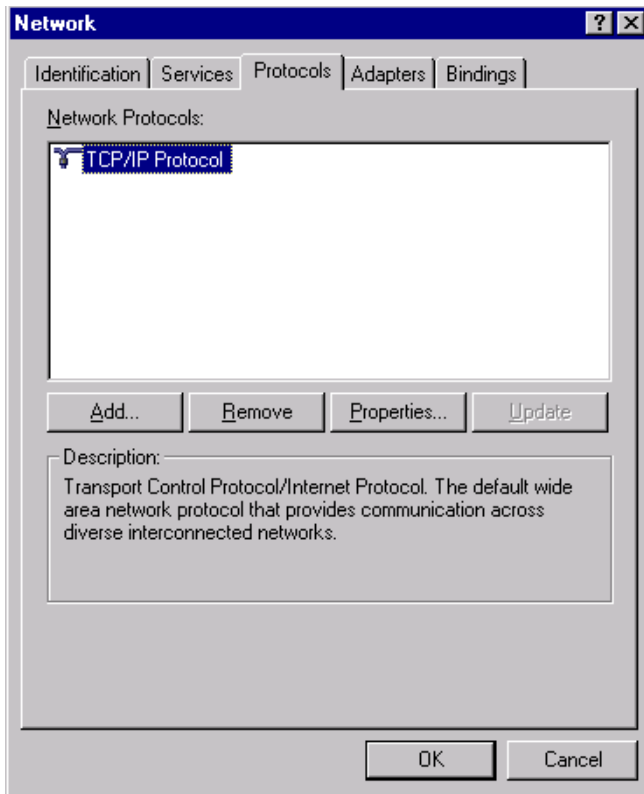 Network
Identification Services Protocols Adapters Bindings
Network Protocols:
TCP/IP Protocol
Add... Remove Properties... Update
Description:
Transport Control Protocol/Internet Protocol. The default wide
area network protocol that provides communication across
diverse interconnected networks.
OK Cancel